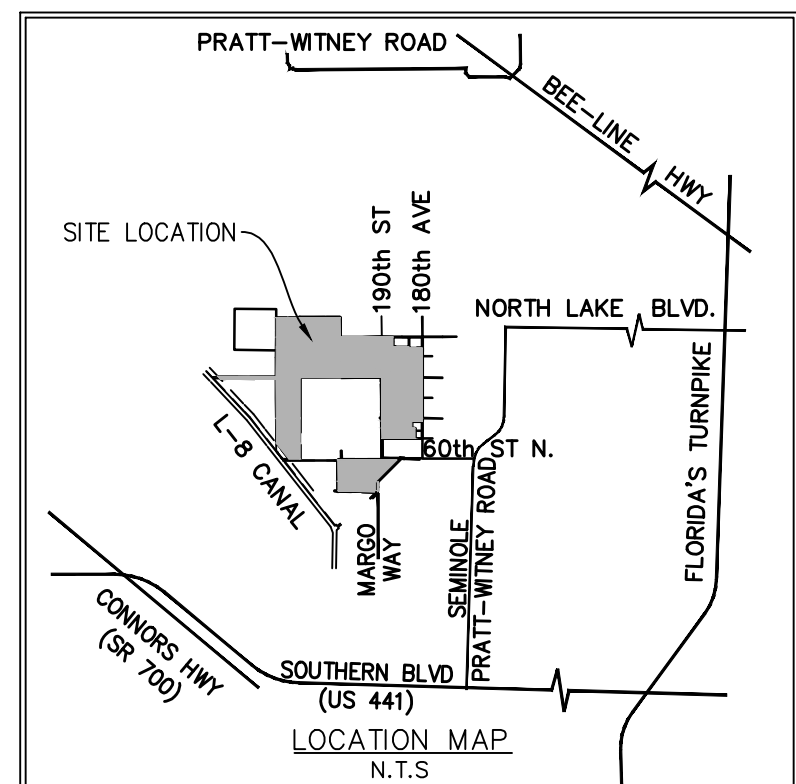 PRATT-WITNEY ROAD
BEE-LINE
HWY
SITE LOCATION
190th ST
180th AVE
NORTH LAKE BLVD.
FLORIDA'S TURNPIKE
L-8 CANAL
60th ST N.
MARGO
WAY
SEMINOLE
PRATT-WITNEY ROAD
CONNORS HWY
(SR 700)
SOUTHERN BLVD
(US 441)
LOCATION MAP
N.T.S